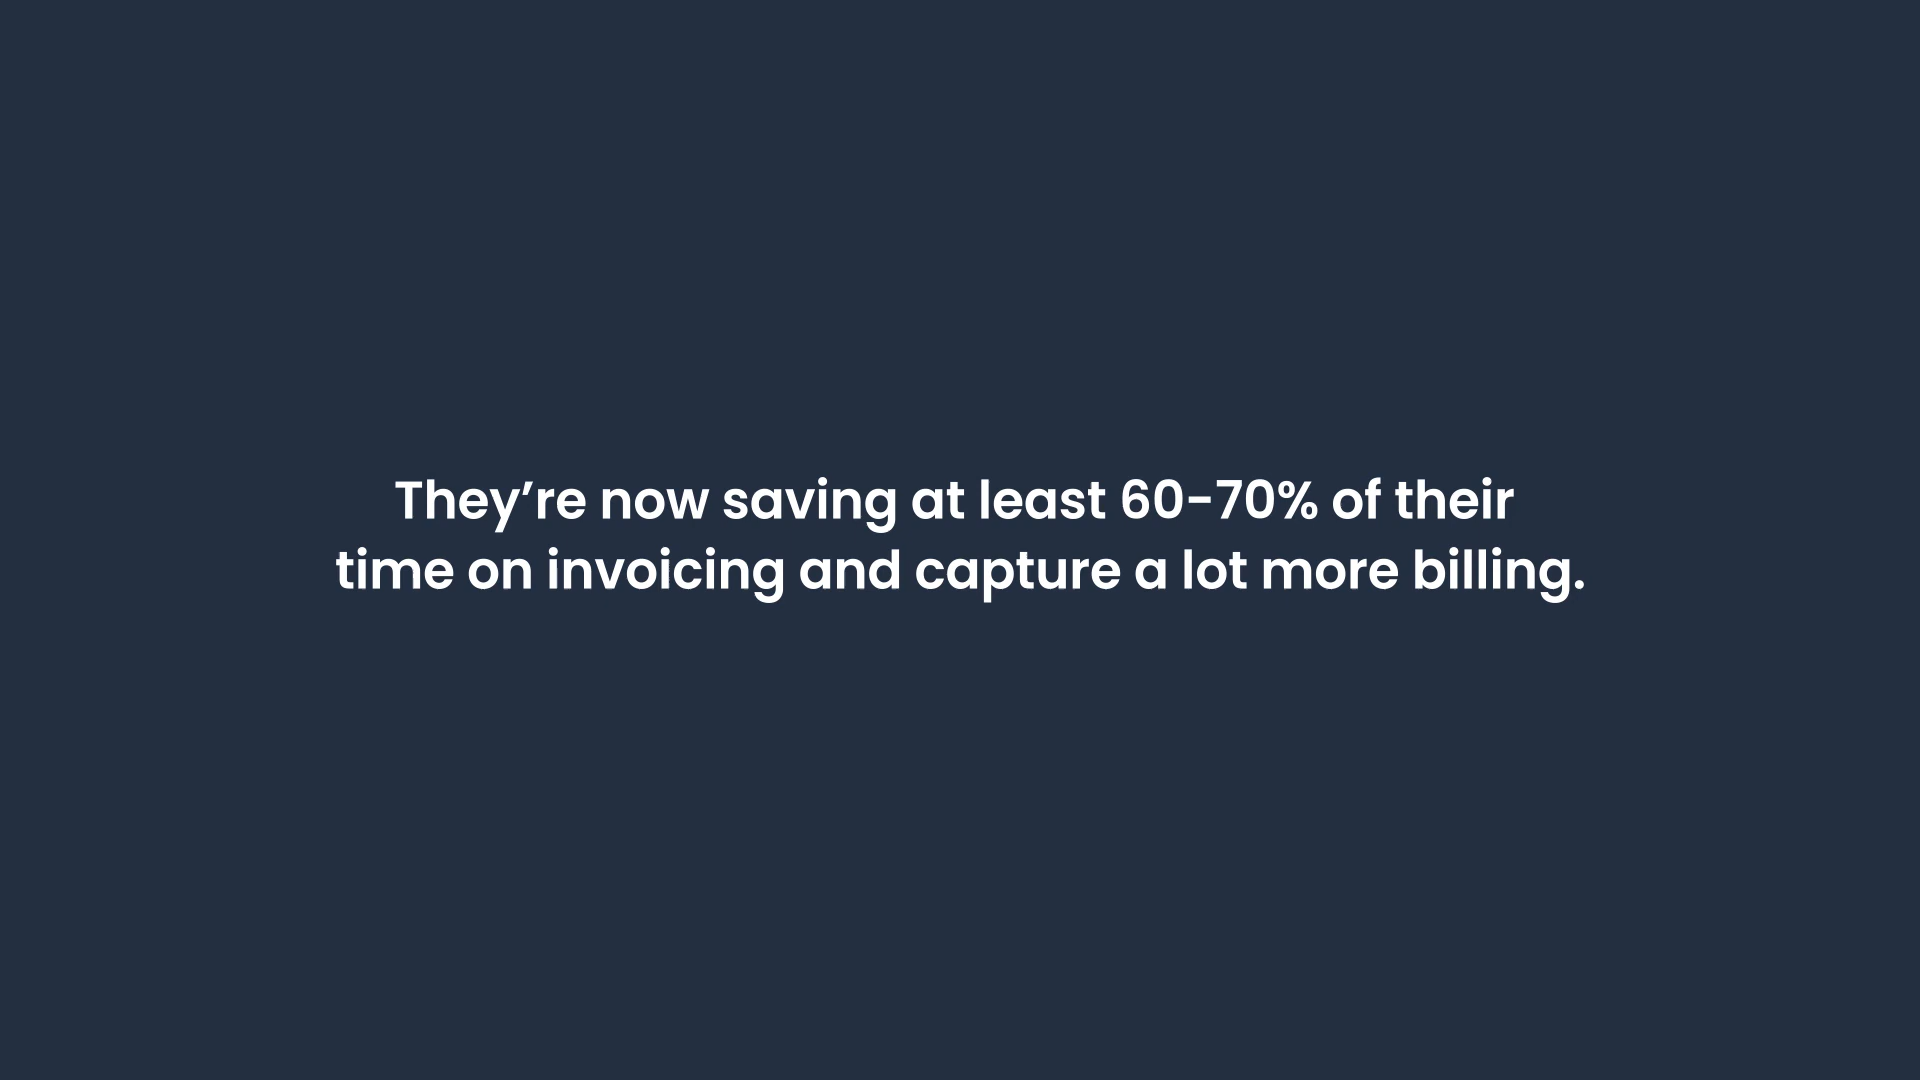 They’re now saving at least 60-70% of their
time on invoicing and capture a lot more billing.